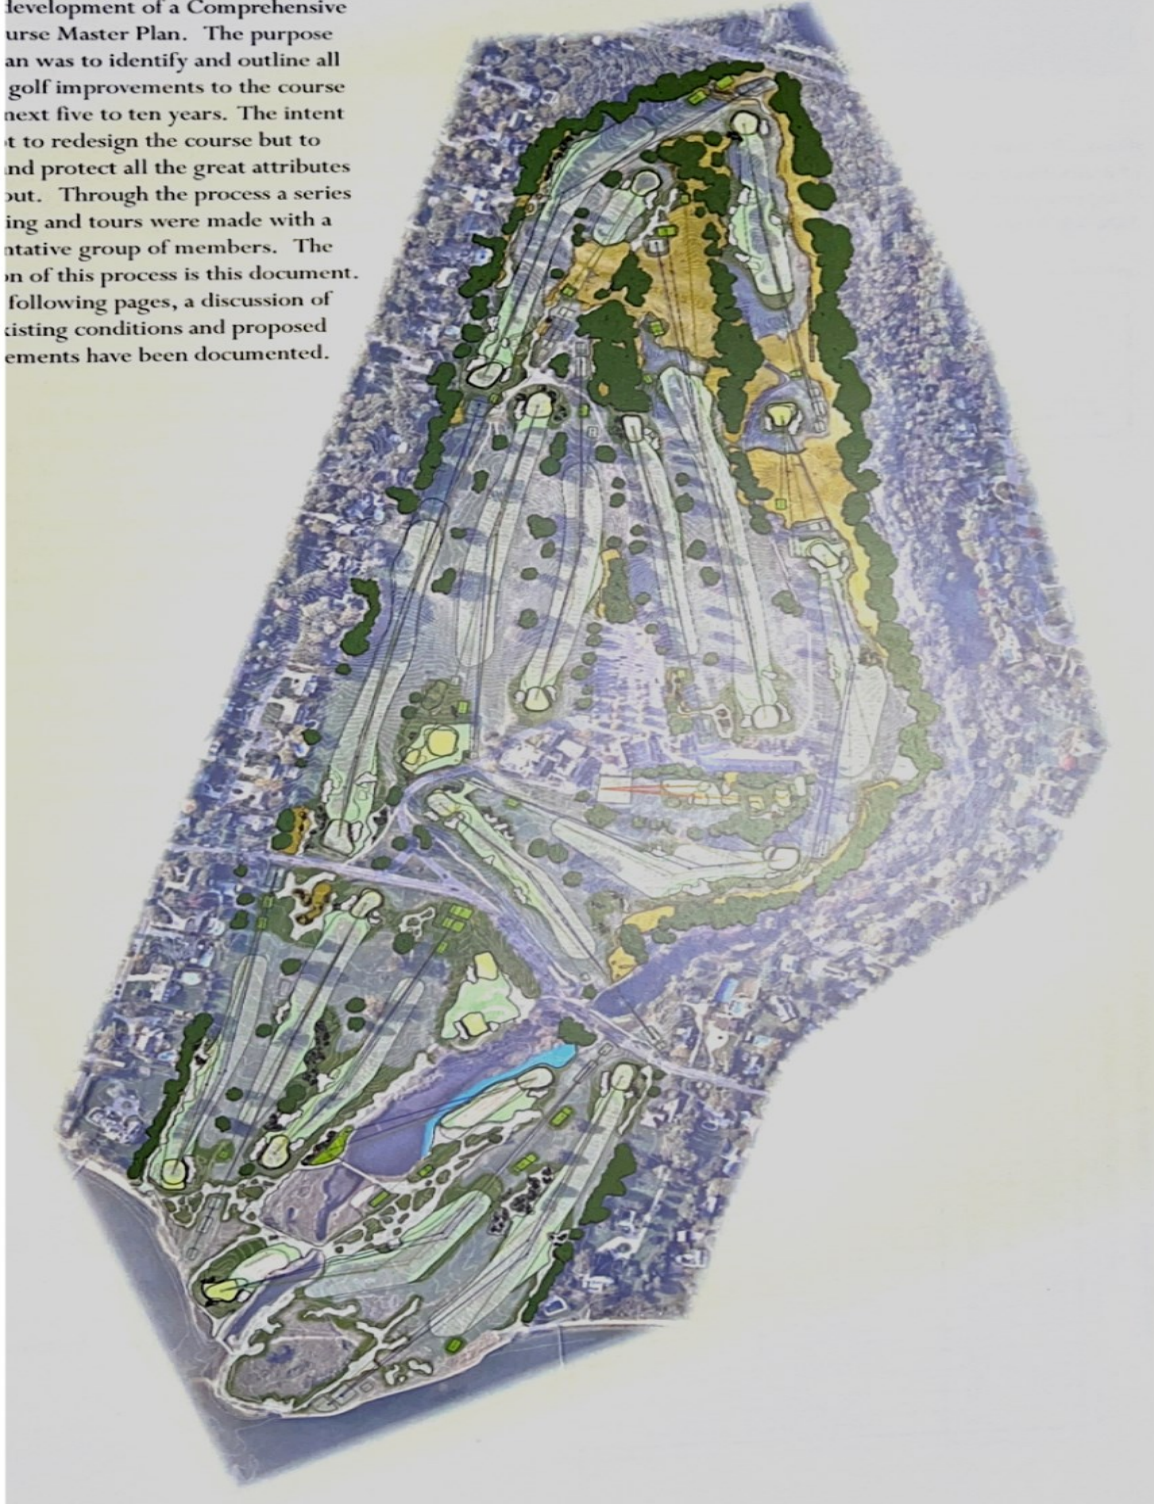 development of a Comprehensive
urse Master Plan. The purpose
an was to identify and outline all
golf improvements to the course
next five to ten years. The intent
t to redesign the course but to
nd protect all the great attributes
out. Through the process a series
ing and tours were made with a
ntative group of members. The
on of this process is this document.
following pages, a discussion of
xisting conditions and proposed
ements have been documented.